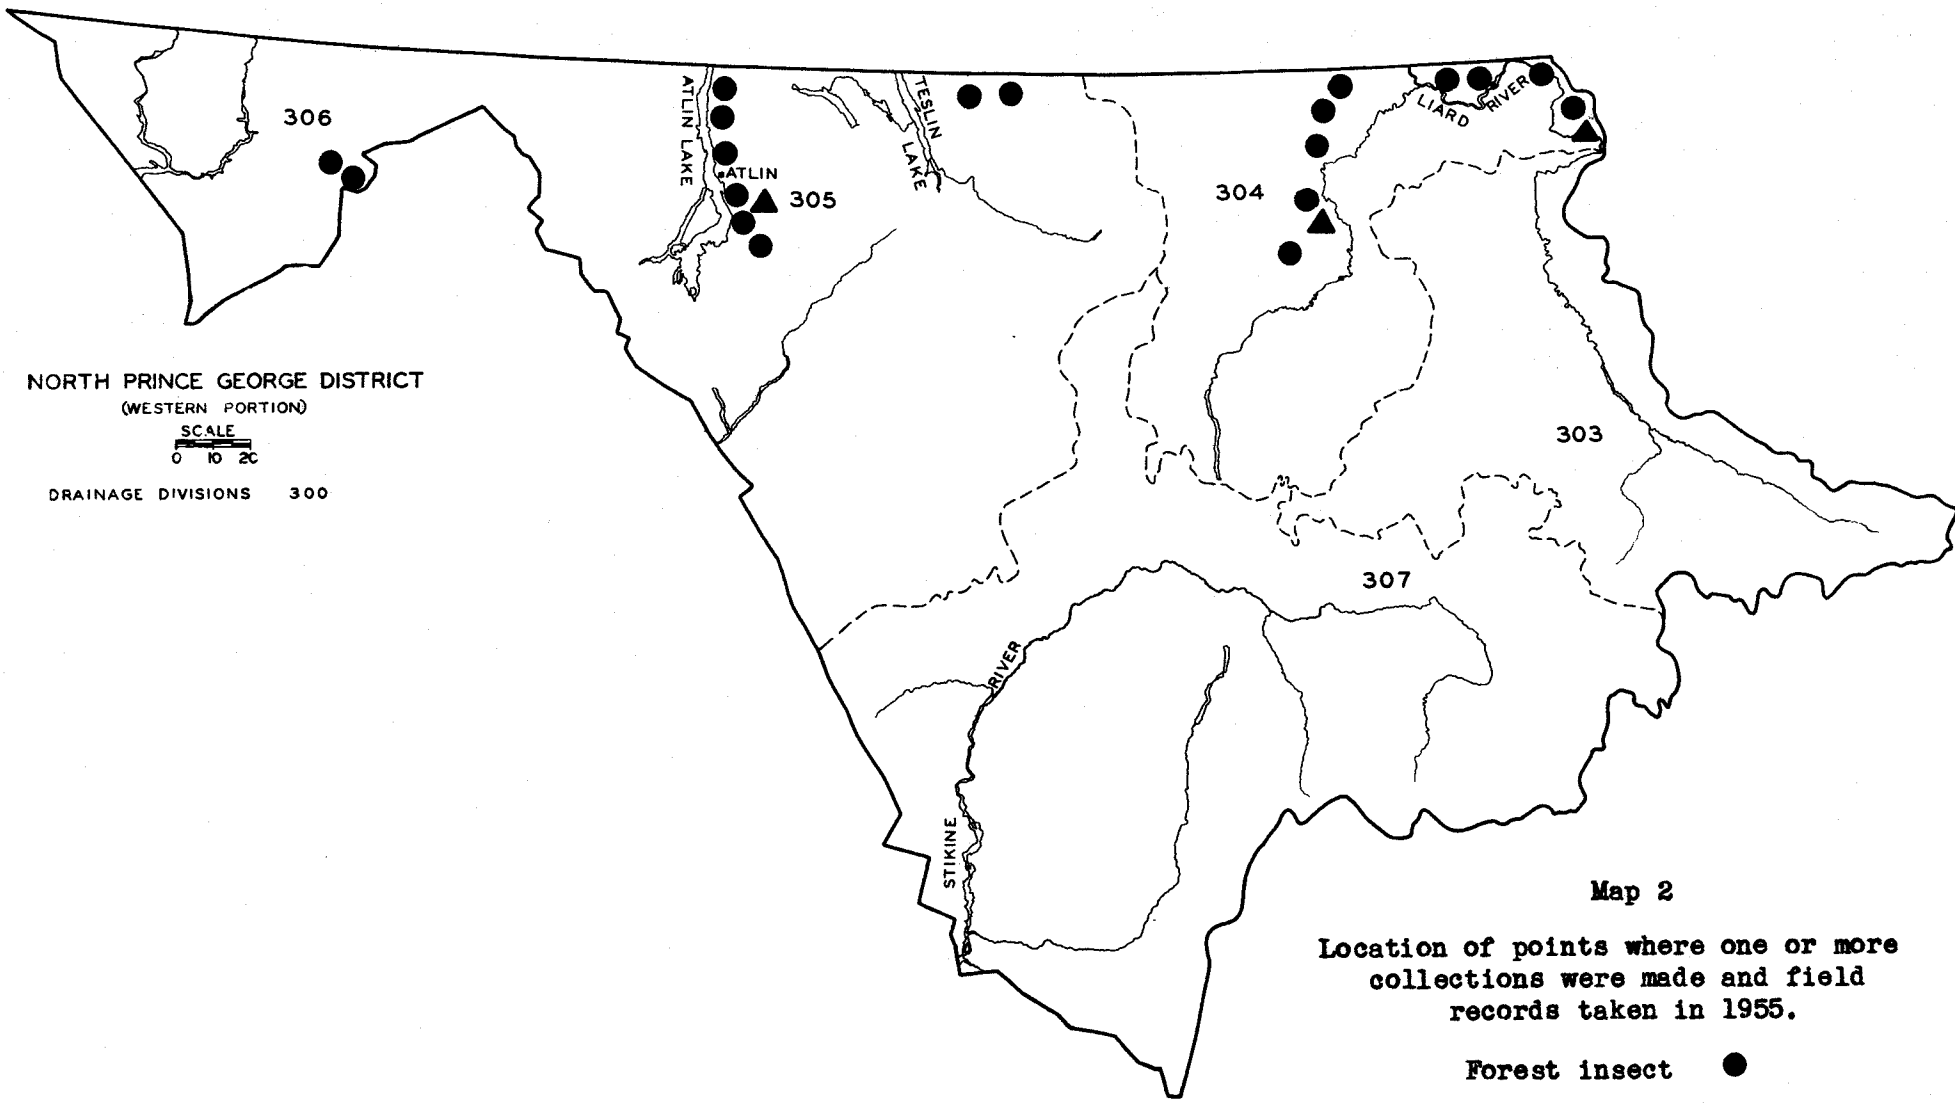 306
ATLIN LAKE
ATLIN
305
TESLIN LAKE
304
LIARD RIVER
303
307
STIKINE RIVER
NORTH PRINCE GEORGE DISTRICT
(WESTERN PORTION)
SCALE
0 10 20
DRAINAGE DIVISIONS 300
Map 2
Location of points where one or more
collections were made and field
records taken in 1955.
Forest insect